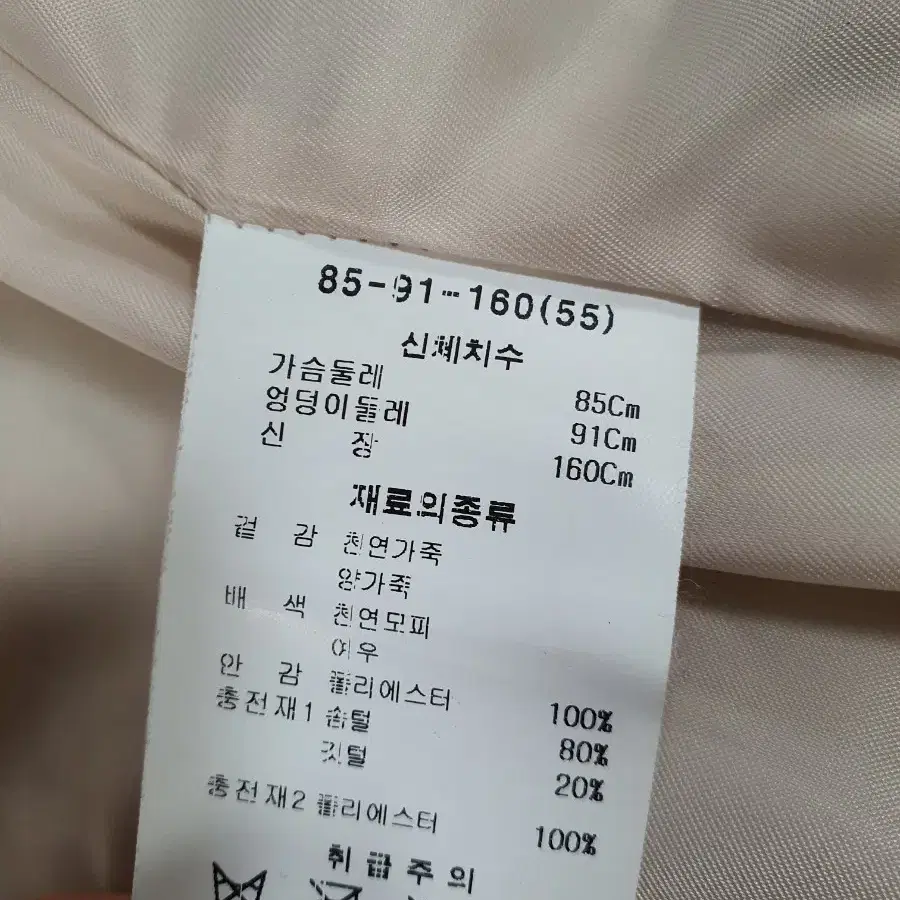 85-91-160(55)
신체치수
가슴둘레 85Cm
엉덩이둘레 91Cm
신 장 160Cm
재료의종류
겉 감 천연가죽
양가죽
배 색 천연모피
여우
안 감 폴리에스터 100%
충전재1 솜털 80%
깃털 20%
충전재2 폴리에스터 100%
취급주의